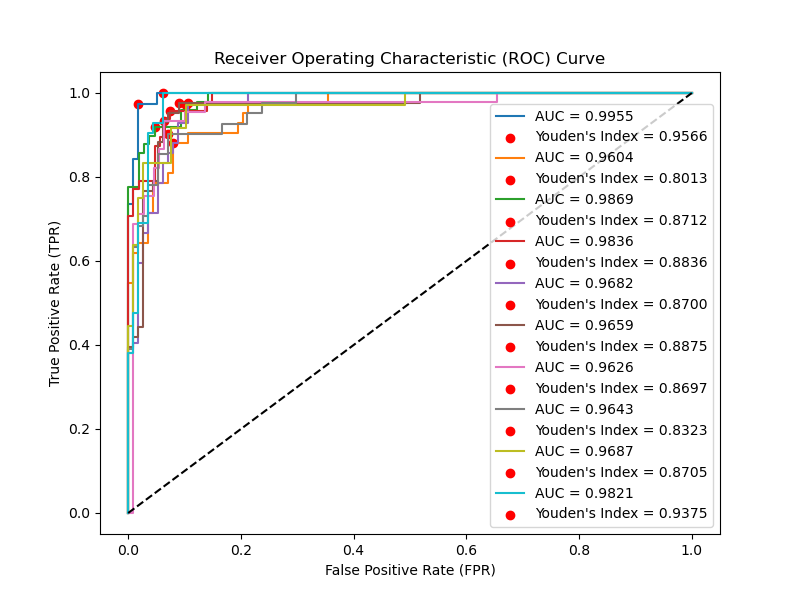 Receiver Operating Characteristic (ROC) Curve
True Positive Rate (TPR)
1.0
0.8
0.6
0.4
0.2
0.0
AUC = 0.9955
Youden's Index = 0.9566
AUC = 0.9604
Youden's Index = 0.8013
AUC = 0.9869
Youden's Index = 0.8712
AUC = 0.9836
Youden's Index = 0.8836
AUC = 0.9682
Youden's Index = 0.8700
AUC = 0.9659
Youden's Index = 0.8875
AUC = 0.9626
Youden's Index = 0.8697
AUC = 0.9643
Youden's Index = 0.8323
AUC = 0.9687
Youden's Index = 0.8705
AUC = 0.9821
Youden's Index = 0.9375
0.0 0.2 0.4 0.6 0.8 1.0
False Positive Rate (FPR)